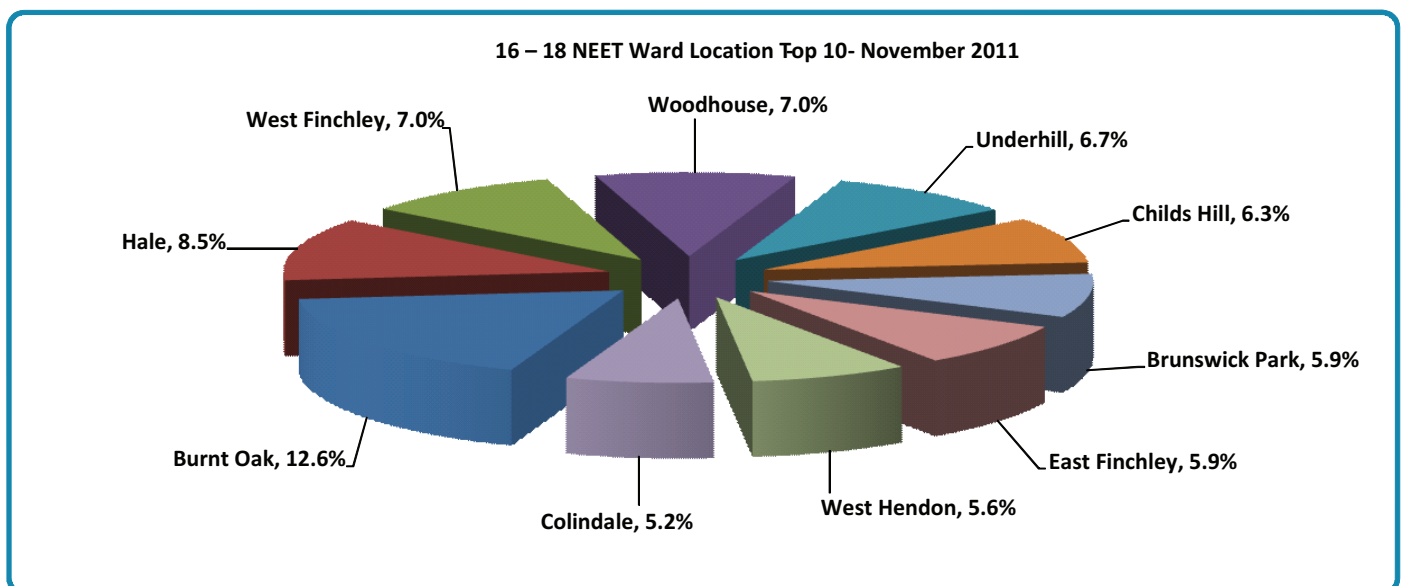 16 – 18 NEET Ward Location Top 10- November 2011
Woodhouse, 7.0%
West Finchley, 7.0%
Underhill, 6.7%
Childs Hill, 6.3%
Hale, 8.5%
Brunswick Park, 5.9%
Burnt Oak, 12.6%
East Finchley, 5.9%
West Hendon, 5.6%
Colindale, 5.2%